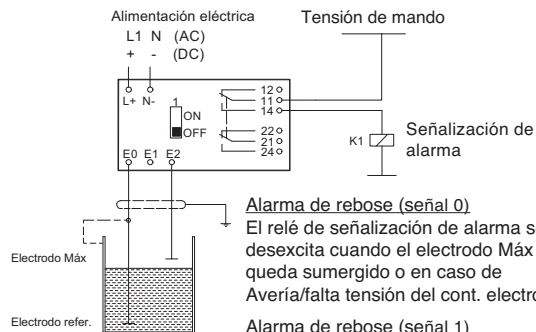 Alimentación eléctrica
Tensión de mando
L1 N (AC)
+ - (DC)
L+ N-
1
ON
OFF
12
11
14
22
21
24
E0 E1 E2
K1
Señalización de
alarma
Alarma de rebose (señal 0)
El relé de señalización de alarma s
desexcita cuando el electrodo Máx
queda sumergido o en caso de
Avería/falta tensión del cont. electro
Electrodo Máx
Electrodo refer.
Alarma de rebose (señal 1)